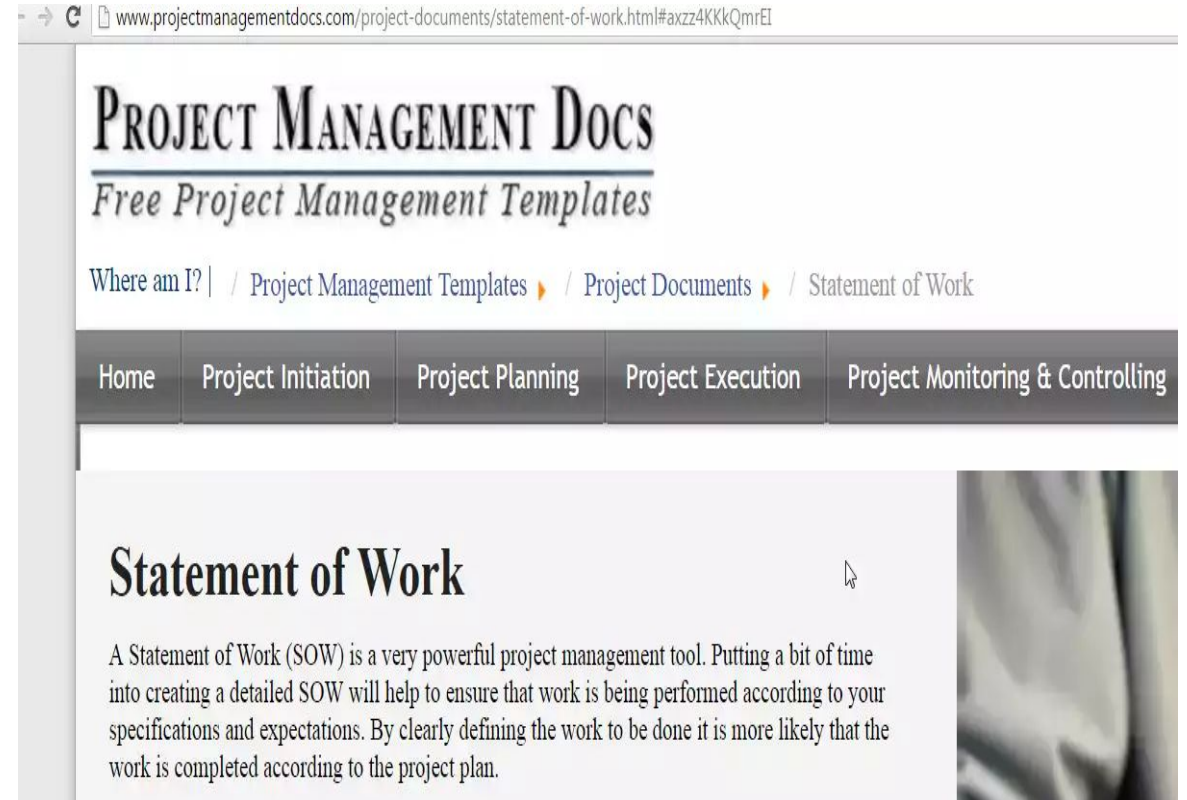 www.projectmanagementdocs.com/project-documents/statement-of-work.html#axzz4KKkQmrEI
PROJECT MANAGEMENT DOCS
Free Project Management Templates
Where am I? | / Project Management Templates / Project Documents / Statement of Work
Home Project Initiation Project Planning Project Execution Project Monitoring & Controlling
Statement of Work
A Statement of Work (SOW) is a very powerful project management tool. Putting a bit of time
into creating a detailed SOW will help to ensure that work is being performed according to your
specifications and expectations. By clearly defining the work to be done it is more likely that the
work is completed according to the project plan.